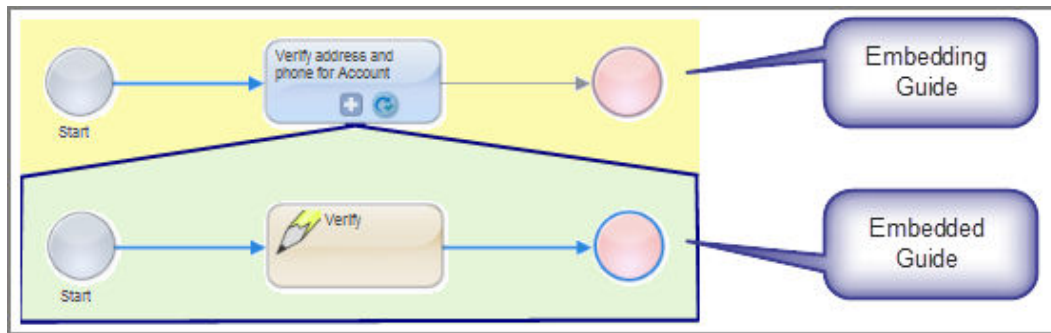 Verify address and
phone for Account
Start
Embedding
Guide
Verify
Start
Embedded
Guide